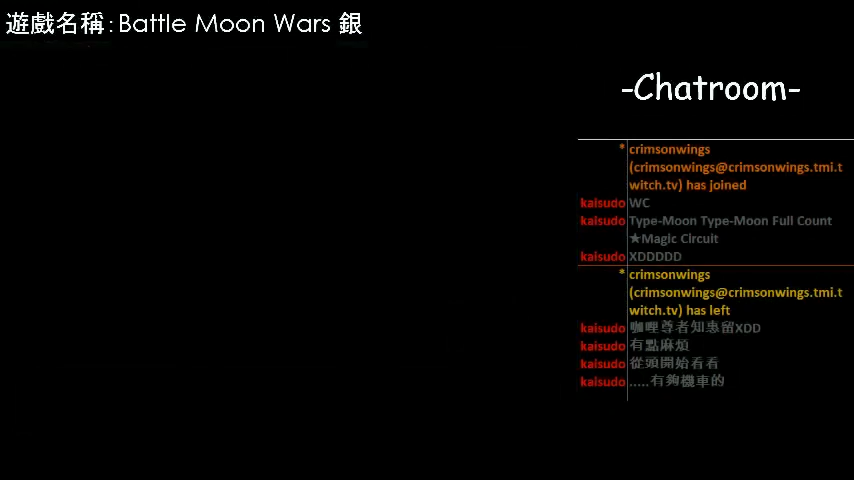 遊戲名稱：Battle Moon Wars 銀
-Chatroom-
* crimsonwings
(crimsonwings@crimsonwings.tmi.t
witch.tv) has joined
kaisudo WC
kaisudo Type-Moon Type-Moon Full Count
★Magic Circuit
kaisudo XDDDDD
* crimsonwings
(crimsonwings@crimsonwings.tmi.t
witch.tv) has left
kaisudo 咖哩尊者知惠留XDD
kaisudo 有點麻煩
kaisudo 從頭開始看看
kaisudo .....有夠機車的